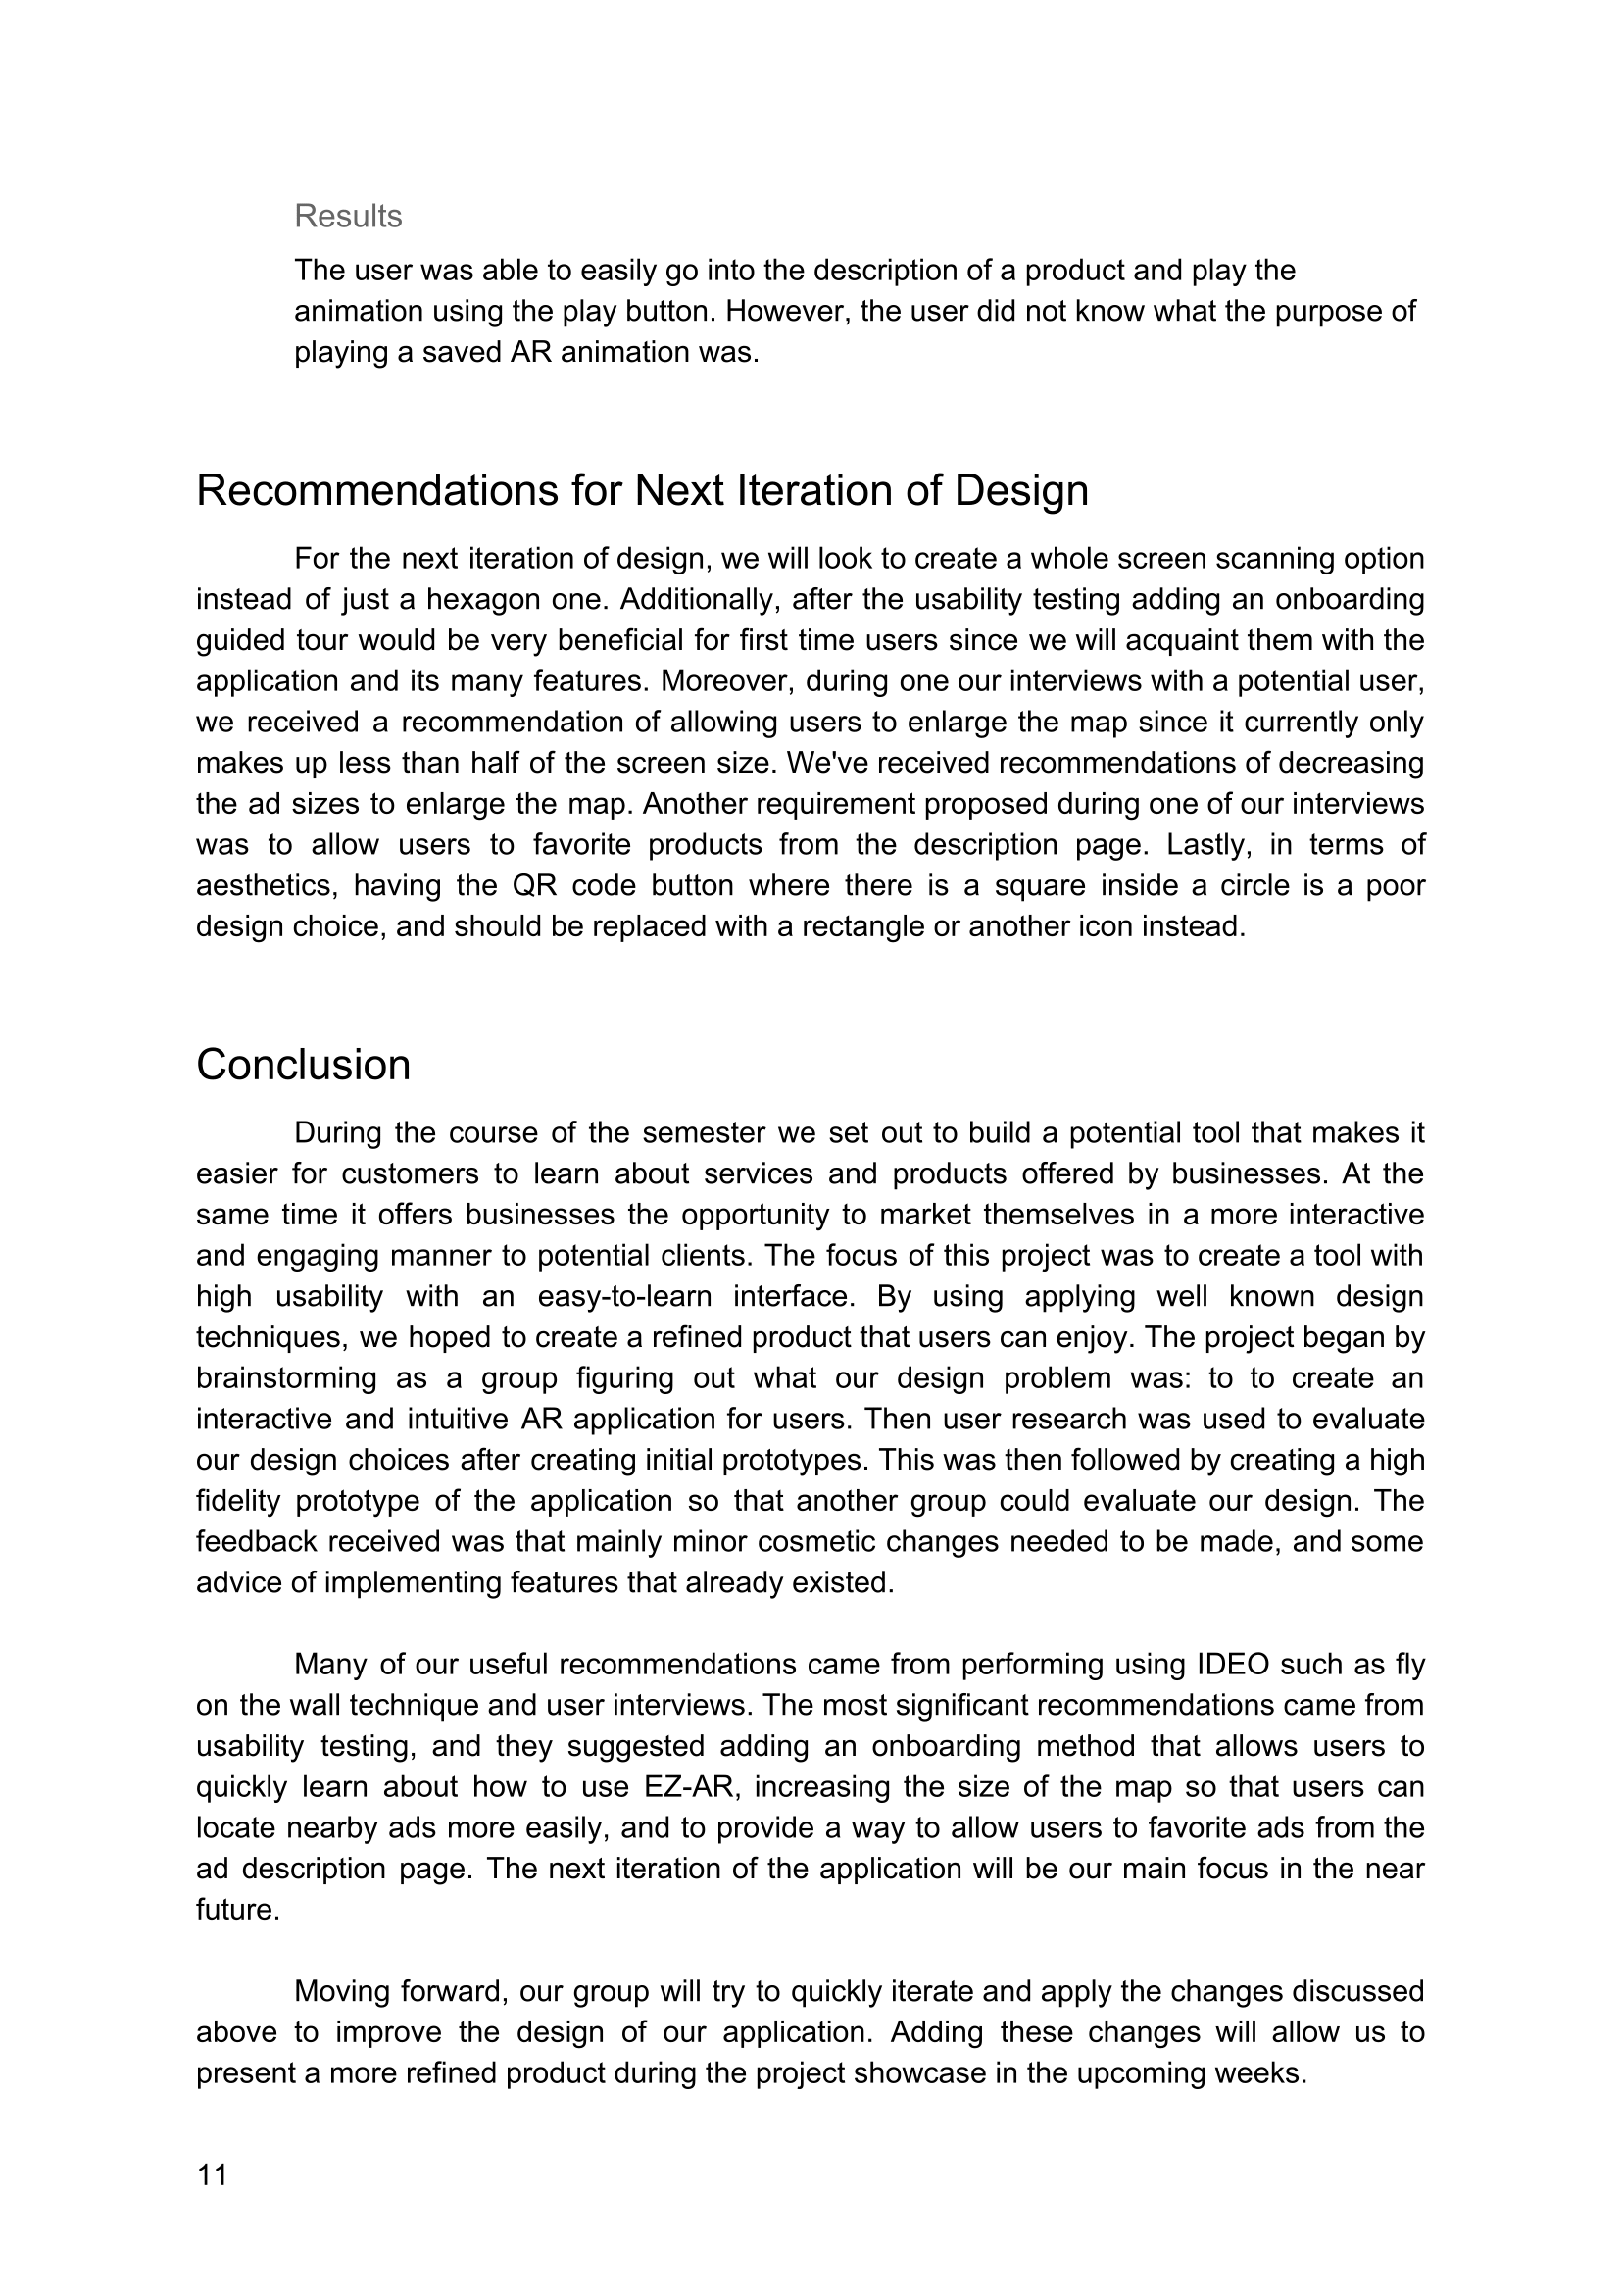 Results
The user was able to easily go into the description of a product and play the
animation using the play button. However, the user did not know what the purpose of
playing a saved AR animation was.
Recommendations for Next Iteration of Design
For the next iteration of design, we will look to create a whole screen scanning option
instead of just a hexagon one. Additionally, after the usability testing adding an onboarding
guided tour would be very beneficial for first time users since we will acquaint them with the
application and its many features. Moreover, during one our interviews with a potential user,
we received a recommendation of allowing users to enlarge the map since it currently only
makes up less than half of the screen size. We've received recommendations of decreasing
the ad sizes to enlarge the map. Another requirement proposed during one of our interviews
was to allow users to favorite products from the description page. Lastly, in terms of
aesthetics, having the QR code button where there is a square inside a circle is a poor
design choice, and should be replaced with a rectangle or another icon instead.
Conclusion
During the course of the semester we set out to build a potential tool that makes it
easier for customers to learn about services and products offered by businesses. At the
same time it offers businesses the opportunity to market themselves in a more interactive
and engaging manner to potential clients. The focus of this project was to create a tool with
high usability with an easy-to-learn interface. By using applying well known design
techniques, we hoped to create a refined product that users can enjoy. The project began by
brainstorming as a group figuring out what our design problem was: to to create an
interactive and intuitive AR application for users. Then user research was used to evaluate
our design choices after creating initial prototypes. This was then followed by creating a high
fidelity prototype of the application so that another group could evaluate our design. The
feedback received was that mainly minor cosmetic changes needed to be made, and some
advice of implementing features that already existed.
Many of our useful recommendations came from performing using IDEO such as fly
on the wall technique and user interviews. The most significant recommendations came from
usability testing, and they suggested adding an onboarding method that allows users to
quickly learn about how to use EZ-AR, increasing the size of the map so that users can
locate nearby ads more easily, and to provide a way to allow users to favorite ads from the
ad description page. The next iteration of the application will be our main focus in the near
future.
Moving forward, our group will try to quickly iterate and apply the changes discussed
above to improve the design of our application. Adding these changes will allow us to
present a more refined product during the project showcase in the upcoming weeks.
11